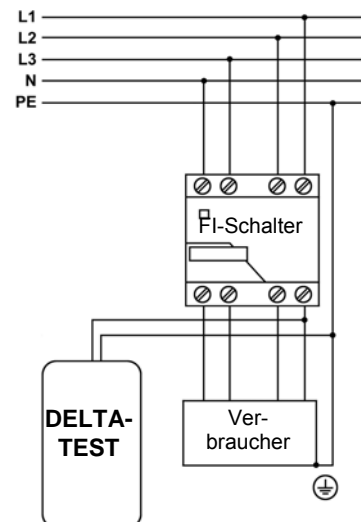 L1
L2
L3
N
PE
FI-Schalter
DELTA-
TEST
Ver-
braucher